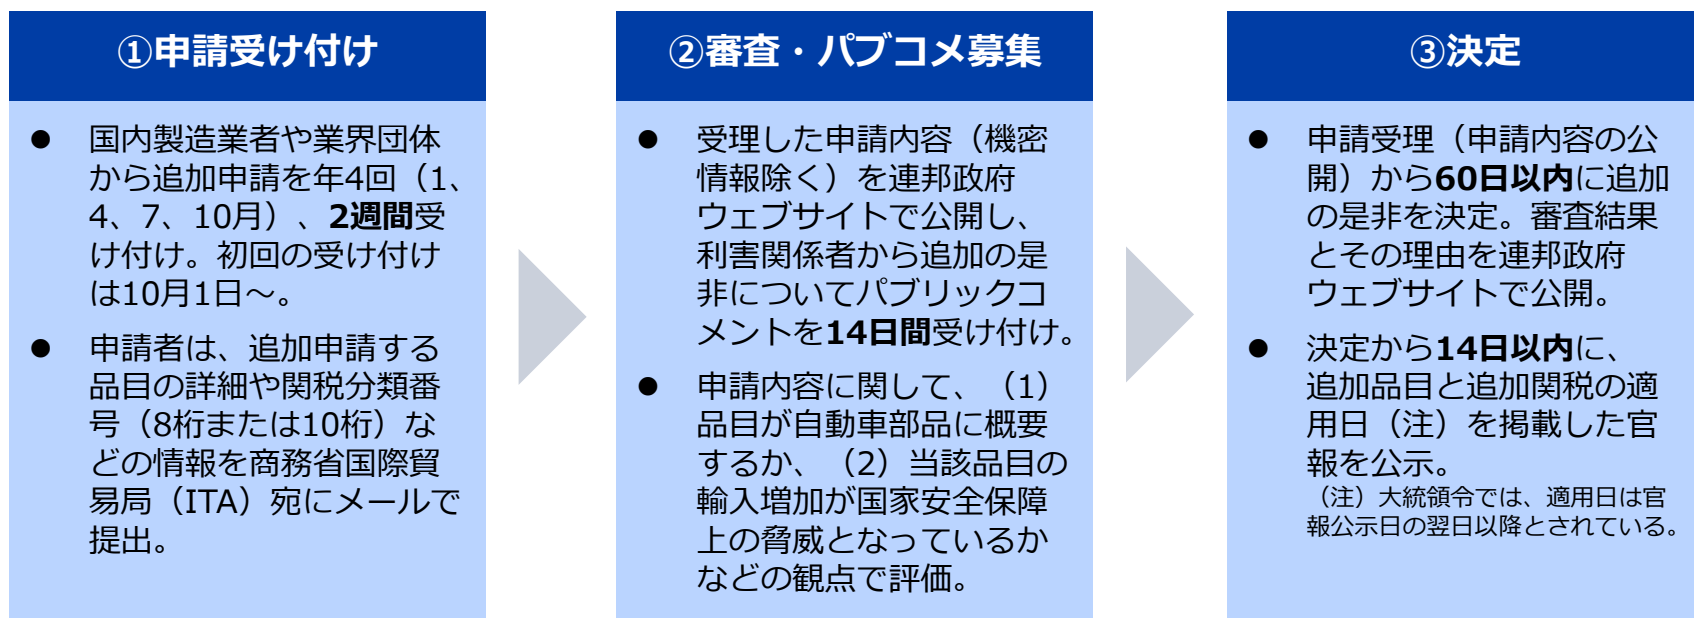 ①申請受け付け
● 国内製造業者や業界団体
から追加申請を年4回（1、
4、7、10月）、2週間受
け付け。初回の受け付け
は10月1日～。
● 申請者は、追加申請する
品目の詳細や関税分類番
号（8桁または10桁）な
どの情報を商務省国際貿
易局（ITA）宛にメールで
提出。
②審査・パブコメ募集
● 受理した申請内容（機密
情報除く）を連邦政府
ウェブサイトで公開し、
利害関係者から追加の是
非についてパブリックコ
メントを14日間受け付け。
● 申請内容に関して、（1）
品目が自動車部品に概要
するか、（2）当該品目の
輸入増加が国家安全保障
上の脅威となっているか
などの観点で評価。
③決定
● 申請受理（申請内容の公
開）から60日以内に追加
の是非を決定。審査結果
とその理由を連邦政府
ウェブサイトで公開。
● 決定から14日以内に、
追加品目と追加関税の適
用日（注）を掲載した官
報を公示。
（注）大統領令では、適用日は官
報公示日の翌日以降とされている。